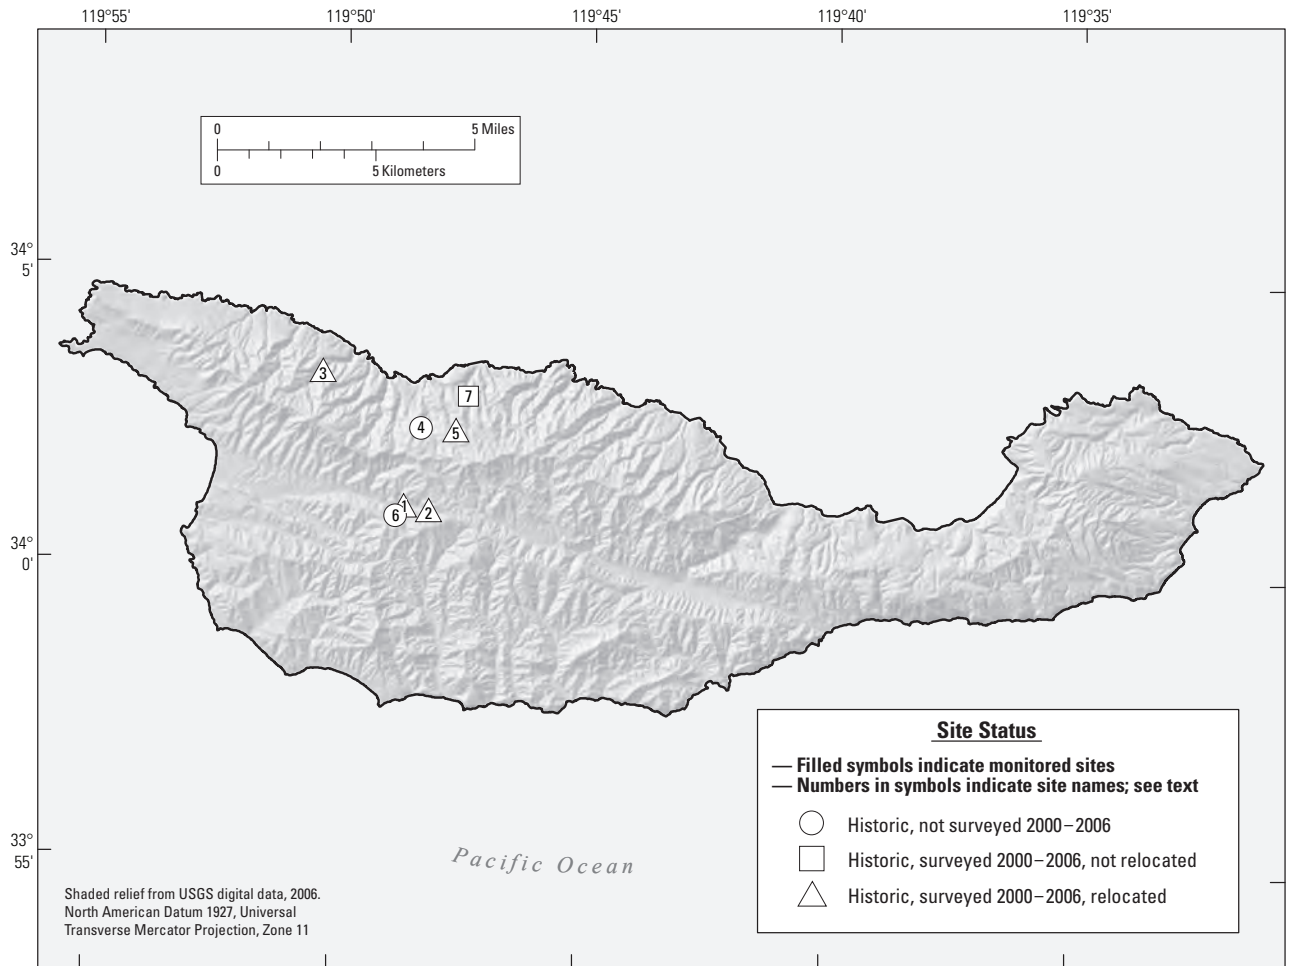 119°55' 119°50' 119°45' 119°40' 119°35'
0 5 Miles
0 5 Kilometers
34°
5'
3
7
4
5
1
6
2
34°
0'
Site Status
— Filled symbols indicate monitored sites
— Numbers in symbols indicate site names; see text
Historic, not surveyed 2000–2006
Historic, surveyed 2000–2006, not relocated
Historic, surveyed 2000–2006, relocated
33°
55'
Pacific Ocean
Shaded relief from USGS digital data, 2006.
North American Datum 1927, Universal
Transverse Mercator Projection, Zone 11